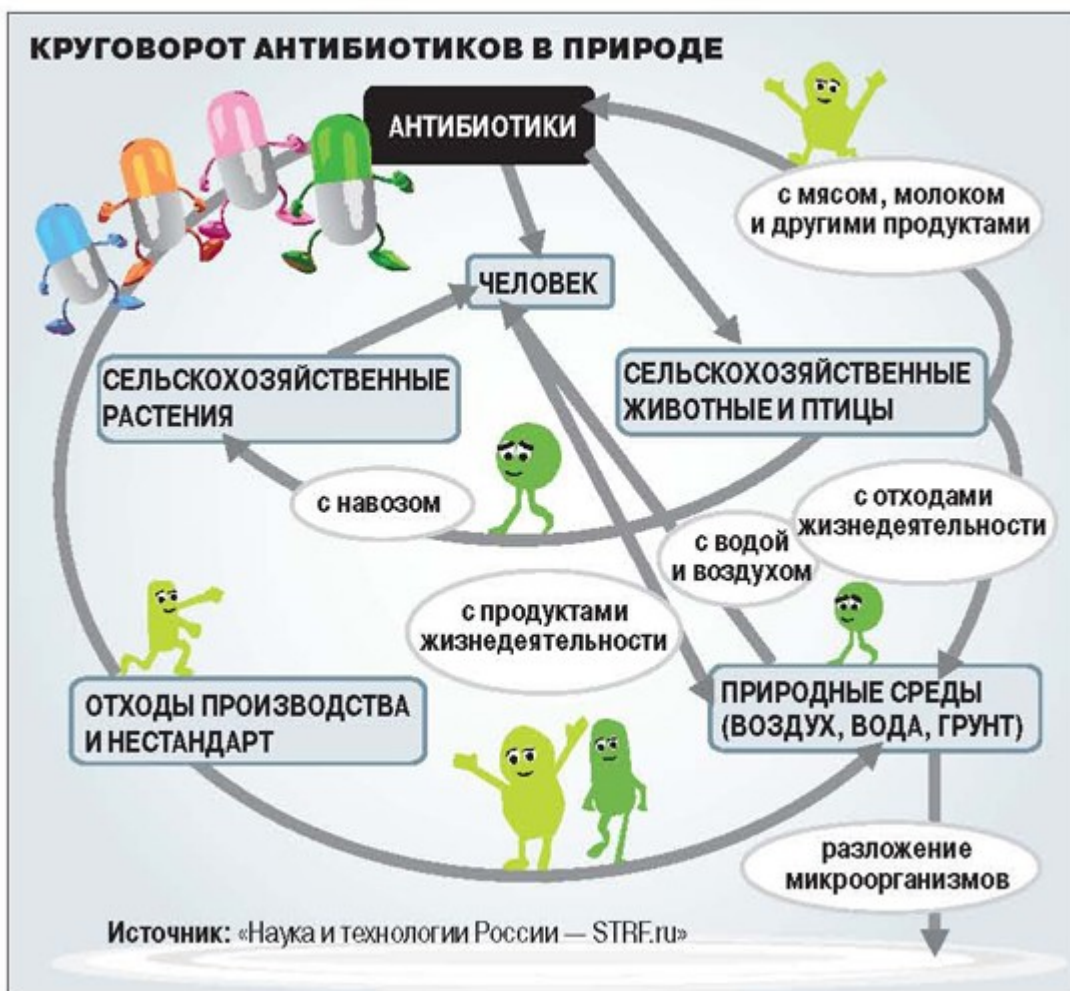 КРУГОВОРОТ АНТИБИОТИКОВ В ПРИРОДЕ
АНТИБИОТИКИ
с мясом, молоком
и другими продуктами
ЧЕЛОВЕК
СЕЛЬСКОХОЗЯЙСТВЕННЫЕ
РАСТЕНИЯ
СЕЛЬСКОХОЗЯЙСТВЕННЫЕ
ЖИВОТНЫЕ И ПТИЦЫ
с навозом
с водой
и воздухом
с отходами
жизнедеятельности
с продуктами
жизнедеятельности
ОТХОДЫ ПРОИЗВОДСТВА
И НЕСТАНДАРТ
ПРИРОДНЫЕ СРЕДЫ
(ВОЗДУХ, ВОДА, ГРУНТ)
разложение
микроорганизмов
Источник: «Наука и технологии России — STRF.ru»